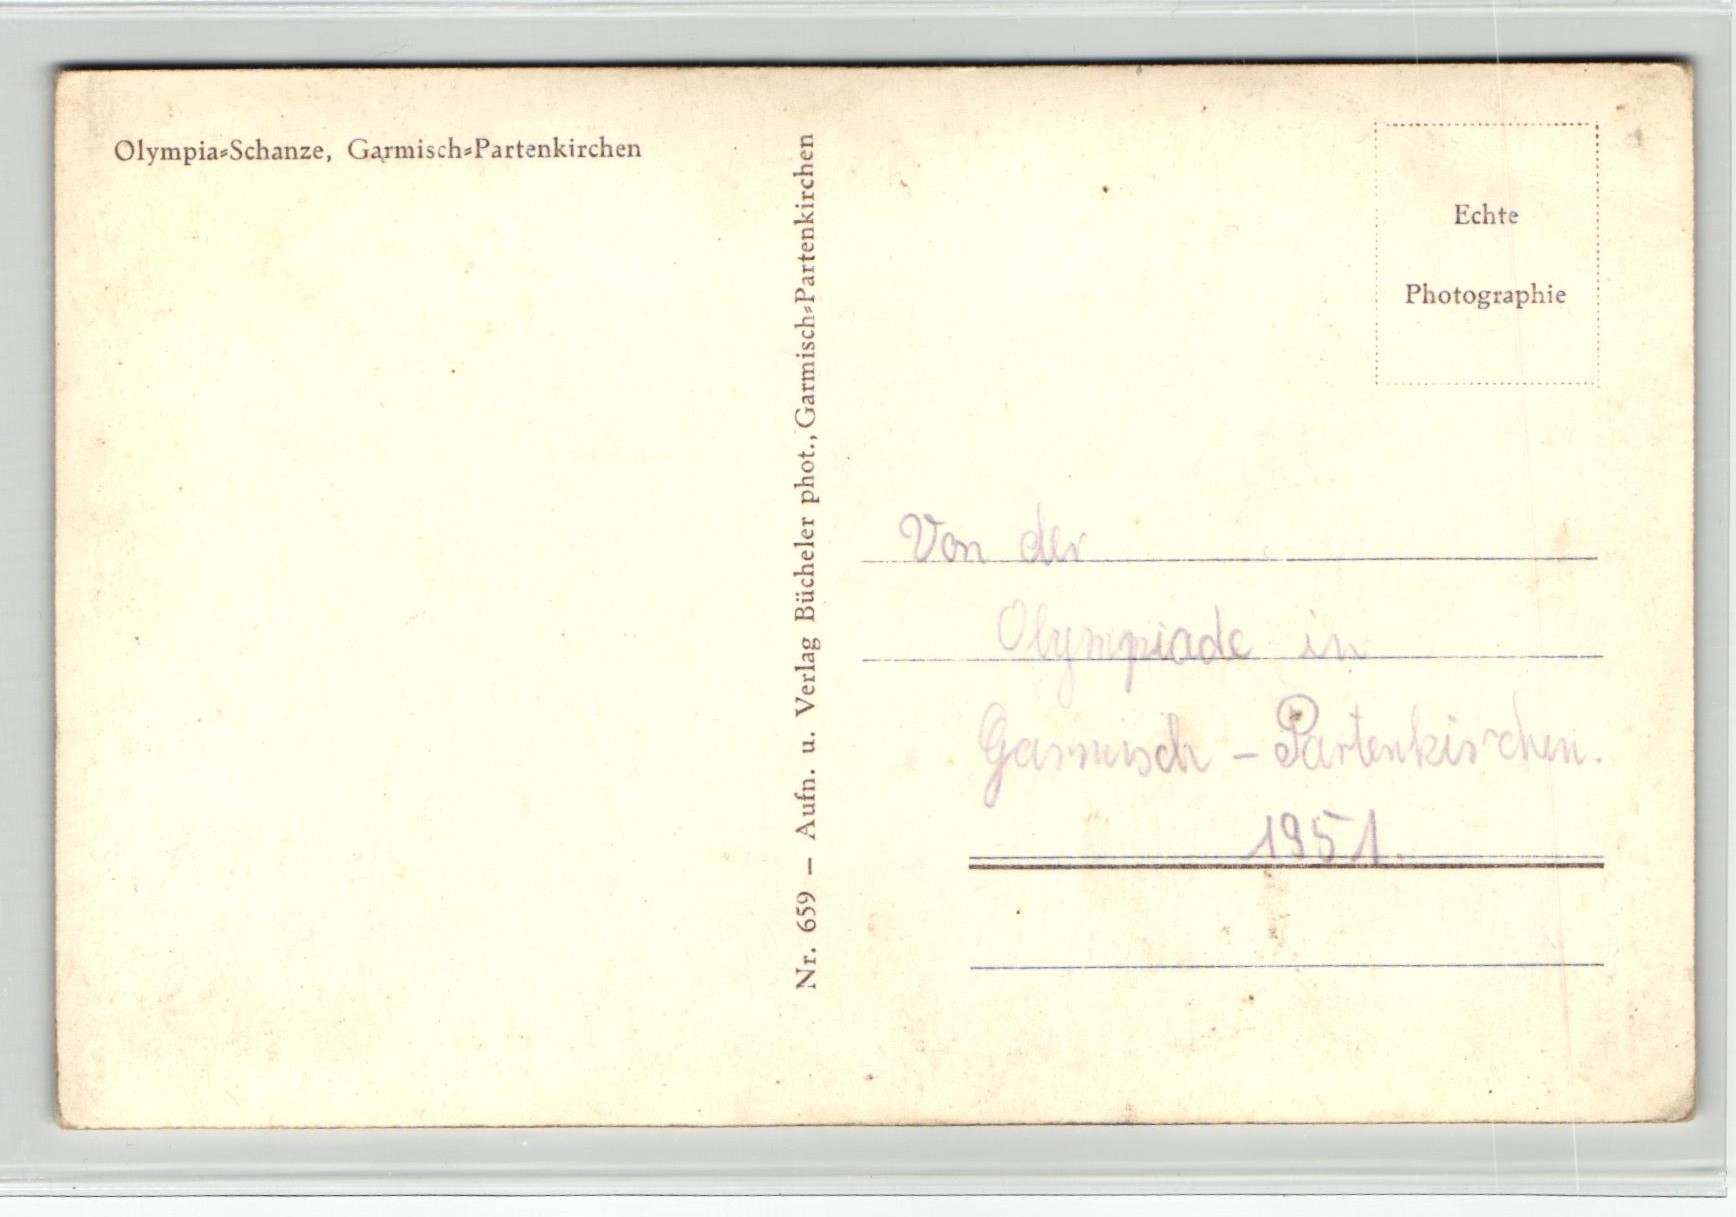 Olympia-Schanze, Garmisch-Partenkirchen
Nr. 659 — Aufn. u. Verlag Bücheler phot., Garmisch-Partenkirchen
Echte
Photographie
Von der
Olympiade in
Garmisch - Partenkirchen.
1951.